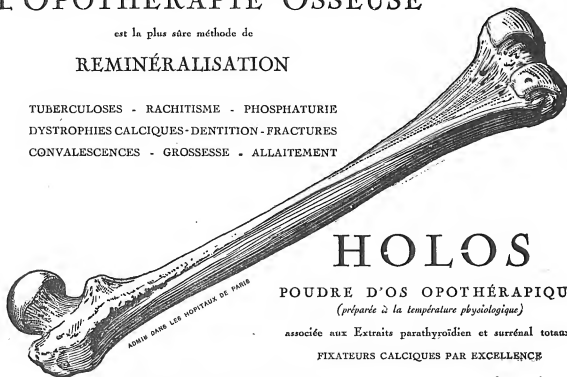 L'OPOTHÉRAPIE OSSEUSE
est la plus sûre méthode de
REMINÉRALISATION
TUBERCULOSES - RACHITISME - PHOSPHATURIE
DYSTROPHIES CALCIQUES - DENTITION - FRACTURES
CONVALESCENCES - GROSSESSE - ALLAITEMENT
ADMIS DANS LES HOPITAUX DE PARIS
HOLOS
POUDRE D'OS OPOTHÉRAPIQU
(préparée à la température physiologique)
associée aux Extraits parathyroïdien et surrénal totaux
FIXATEURS CALCIQUES PAR EXCELLENCE